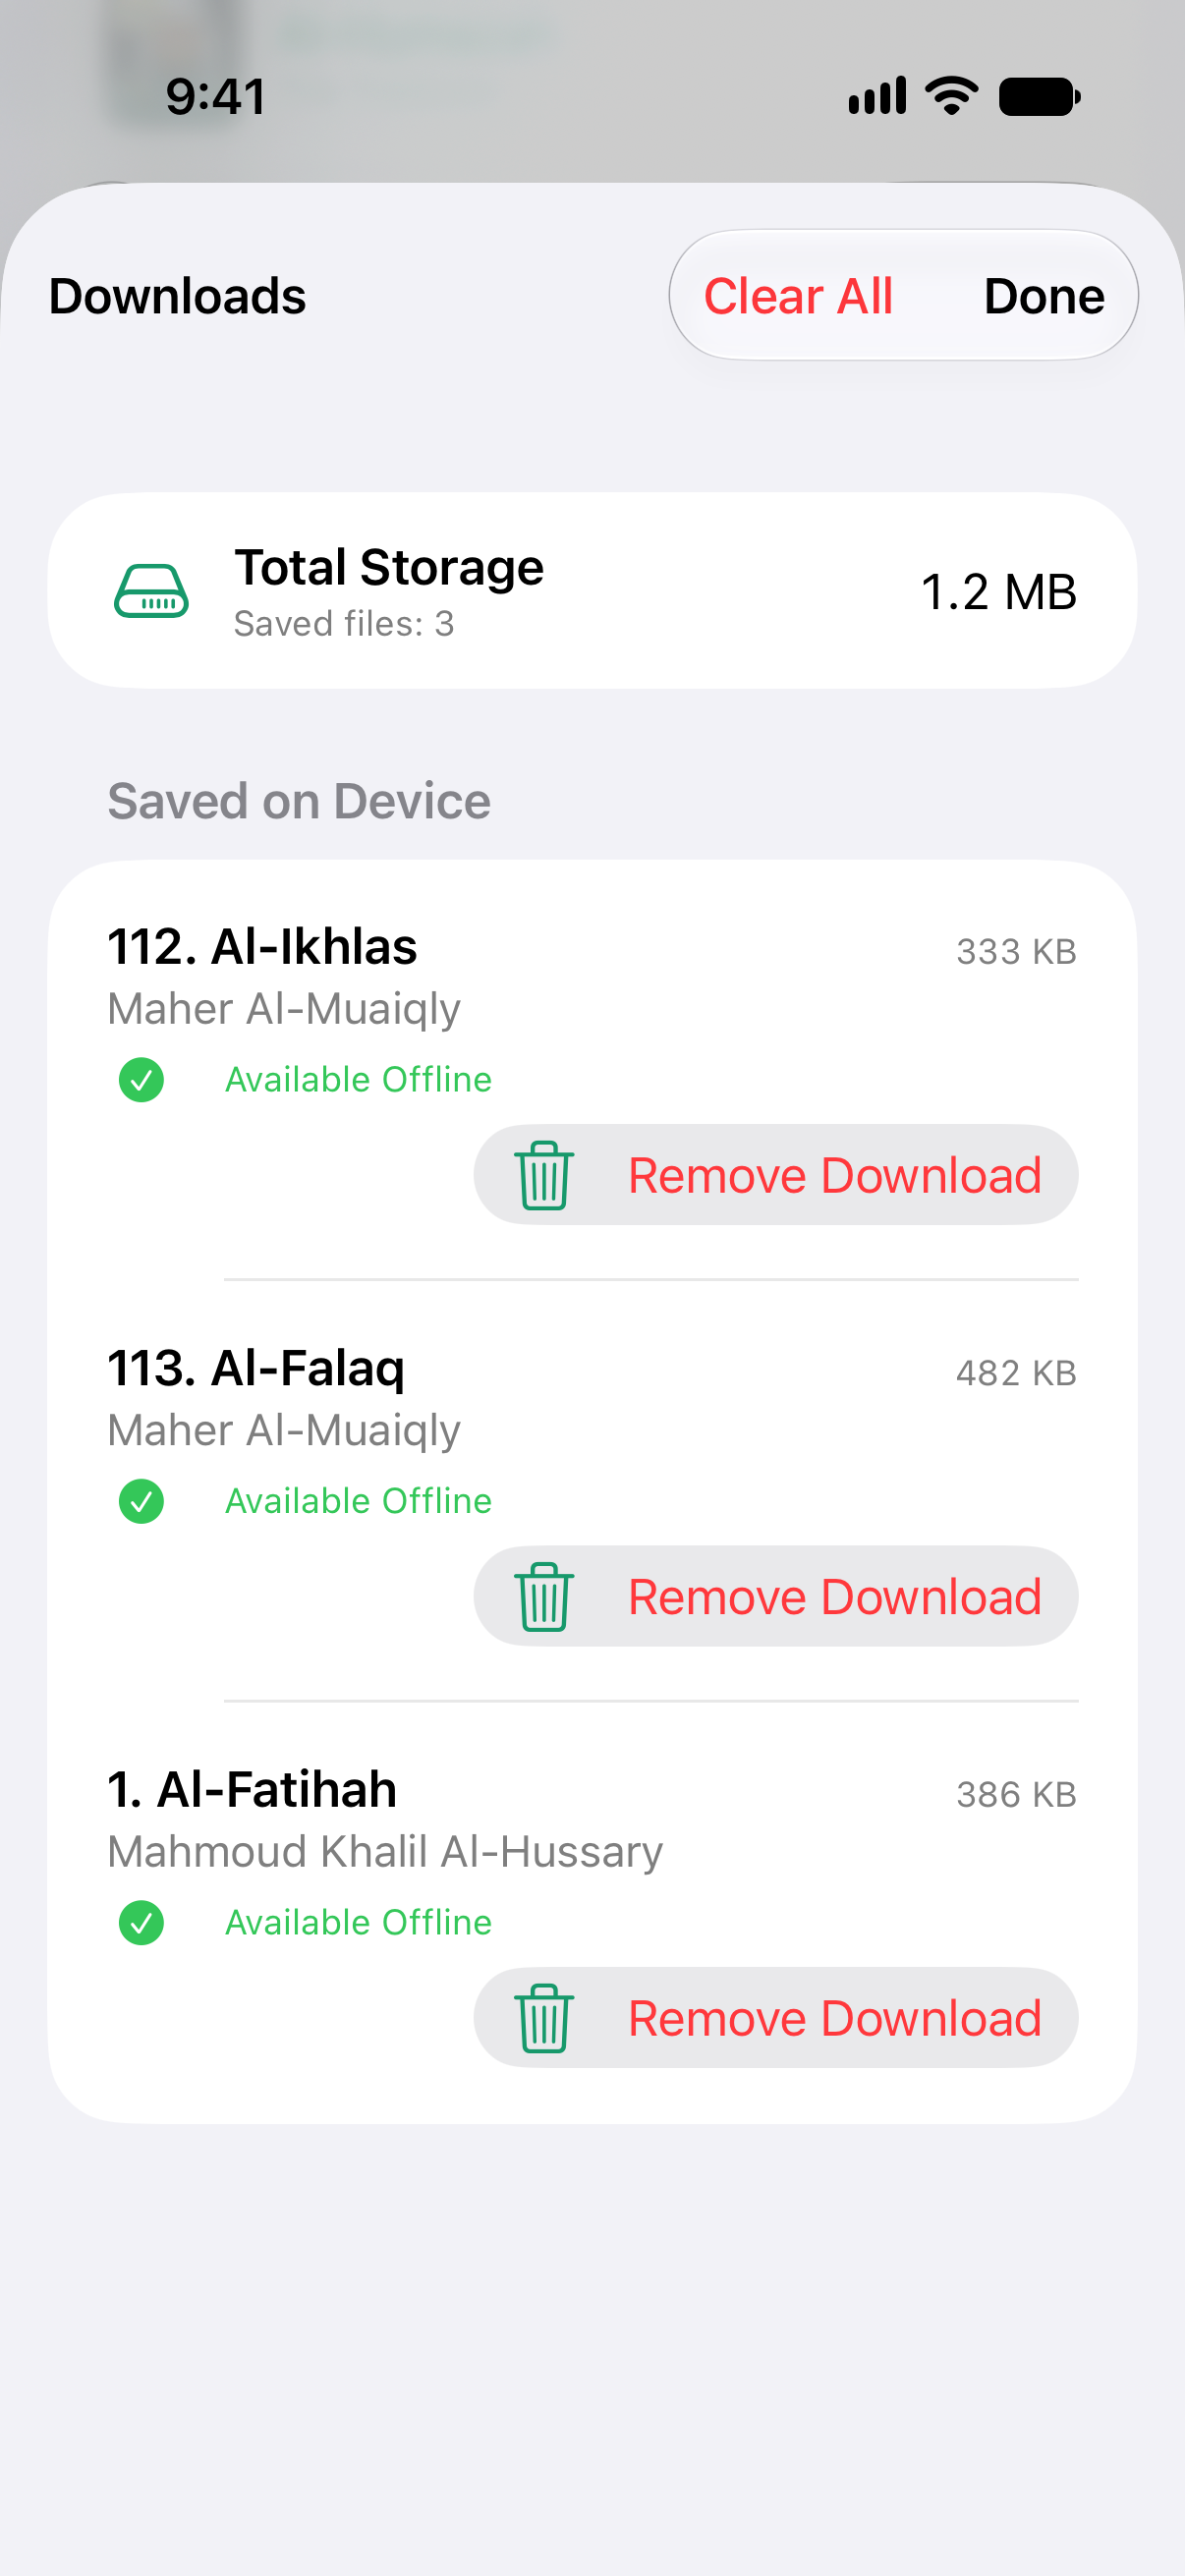 9:41
Downloads
Clear All
Done
Total Storage
Saved files: 3
1.2 MB
Saved on Device
112. Al-Ikhlas
333 KB
Maher Al-Muaiqly
Available Offline
Remove Download
113. Al-Falaq
482 KB
Maher Al-Muaiqly
Available Offline
Remove Download
1. Al-Fatihah
386 KB
Mahmoud Khalil Al-Hussary
Available Offline
Remove Download